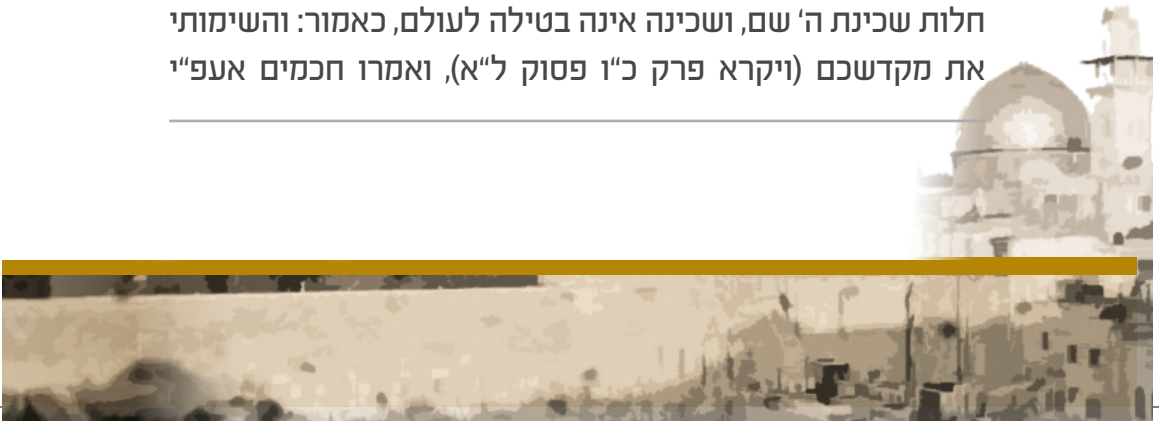 חלות שכינת ה' שם, ושכינה אינה בטילה לעולם, כאמור: והשימותי
את מקדשכם (ויקרא פרק כ"ו פסוק ל"א), ואמרו חכמים אעפ"י